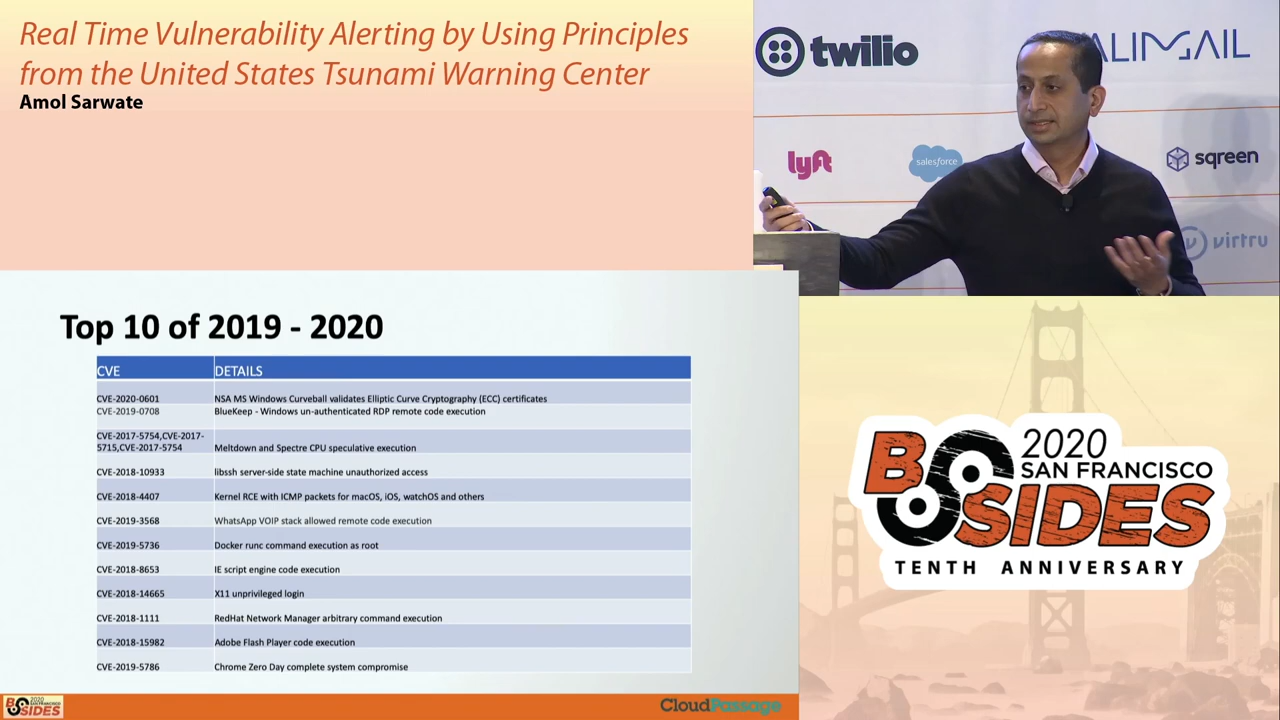 Real Time Vulnerability Alerting by Using Principles
from the United States Tsunami Warning Center
Amol Sarwate
twilio
ALIMAIL
lyft
salesforce
sqreen
virtru
Top 10 of 2019 - 2020
CVE DETAILS
CVE-2020-0601 NSA MS Windows Curveball validates Elliptic Curve Cryptography (ECC) certificates
CVE-2019-0708 BlueKeep - Windows un-authenticated RDP remote code execution
CVE-2017-5754,CVE-2017-
5715,CVE-2017-5754 Meltdown and Spectre CPU speculative execution
CVE-2018-10933 libssh server-side state machine unauthorized access
CVE-2018-4407 Kernel RCE with ICMP packets for macOS, iOS, watchOS and others
CVE-2019-3568 WhatsApp VOIP stack allowed remote code execution
CVE-2019-5736 Docker runc command execution as root
CVE-2018-8653 IE script engine code execution
CVE-2018-14665 X11 unprivileged login
CVE-2018-1111 RedHat Network Manager arbitrary command execution
CVE-2018-15982 Adobe Flash Player code execution
CVE-2019-5786 Chrome Zero Day complete system compromise
2020
SAN FRANCISCO
BSIDES
CloudPassage
2020
SAN FRANCISCO
BSIDES
TENTH ANNIVERSARY